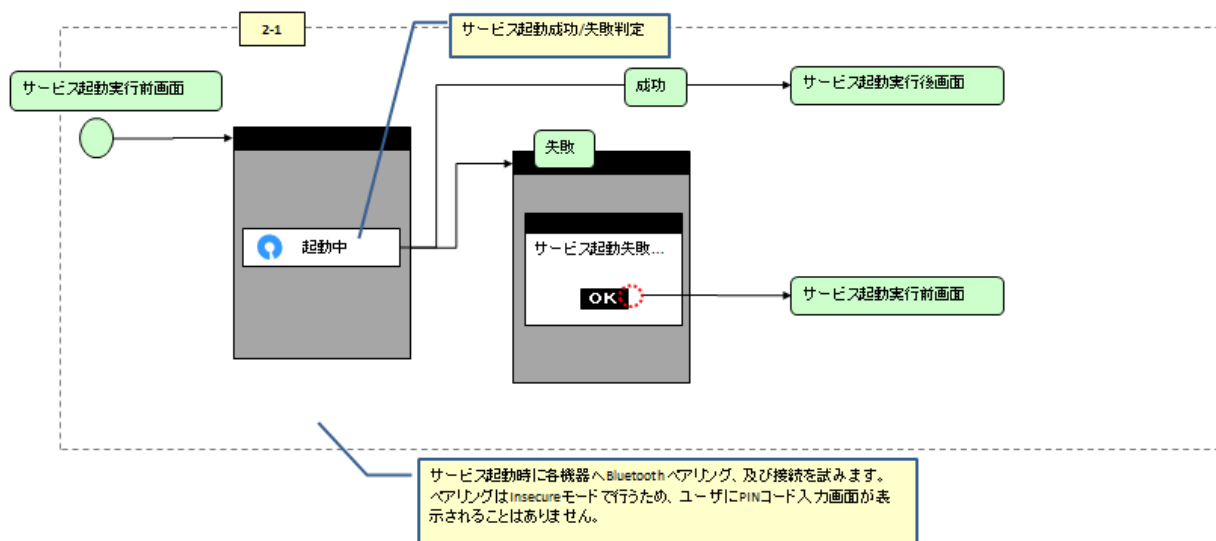 2-1
サービス起動成功/失敗判定
サービス起動実行前画面
成功
サービス起動実行後画面
失敗
起動中
サービス起動失敗...
OK
サービス起動実行前画面
サービス起動時に各機器へBluetoothペアリング、及び接続を試みます。
ペアリングはInsecureモードで行うため、ユーザにPINコード入力画面が表
示されることはありません。